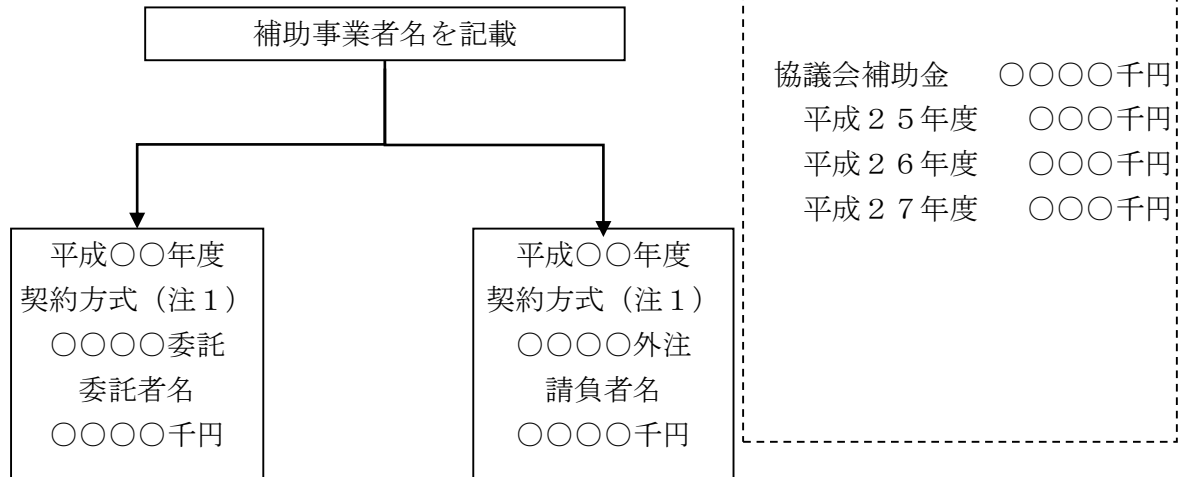 補助事業者名を記載
協議会補助金　○○○○千円
平成２５年度　○○○千円
平成２６年度　○○○千円
平成２７年度　○○○千円
平成○○年度
契約方式（注１）
○○○○委託
委託者名
○○○○千円
平成○○年度
契約方式（注１）
○○○○外注
請負者名
○○○○千円